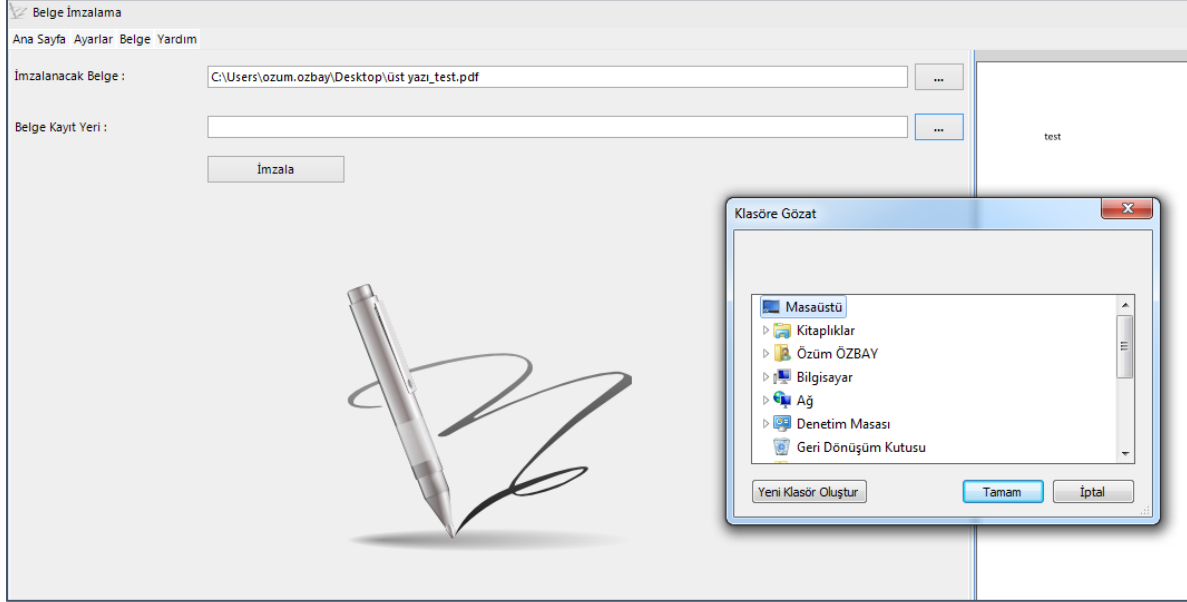 Belge İmzalama
Ana Sayfa Ayarlar Belge Yardım
İmzalanacak Belge :
C:\Users\ozum.ozbay\Desktop\üst yazı_test.pdf
...
Belge Kayıt Yeri :
...
İmzala
test
Klasöre Gözat
Masaüstü
Kitaplıklar
Özüm ÖZBAY
Bilgisayar
Ağ
Denetim Masası
Geri Dönüşüm Kutusu
Yeni Klasör Oluştur
Tamam
İptal